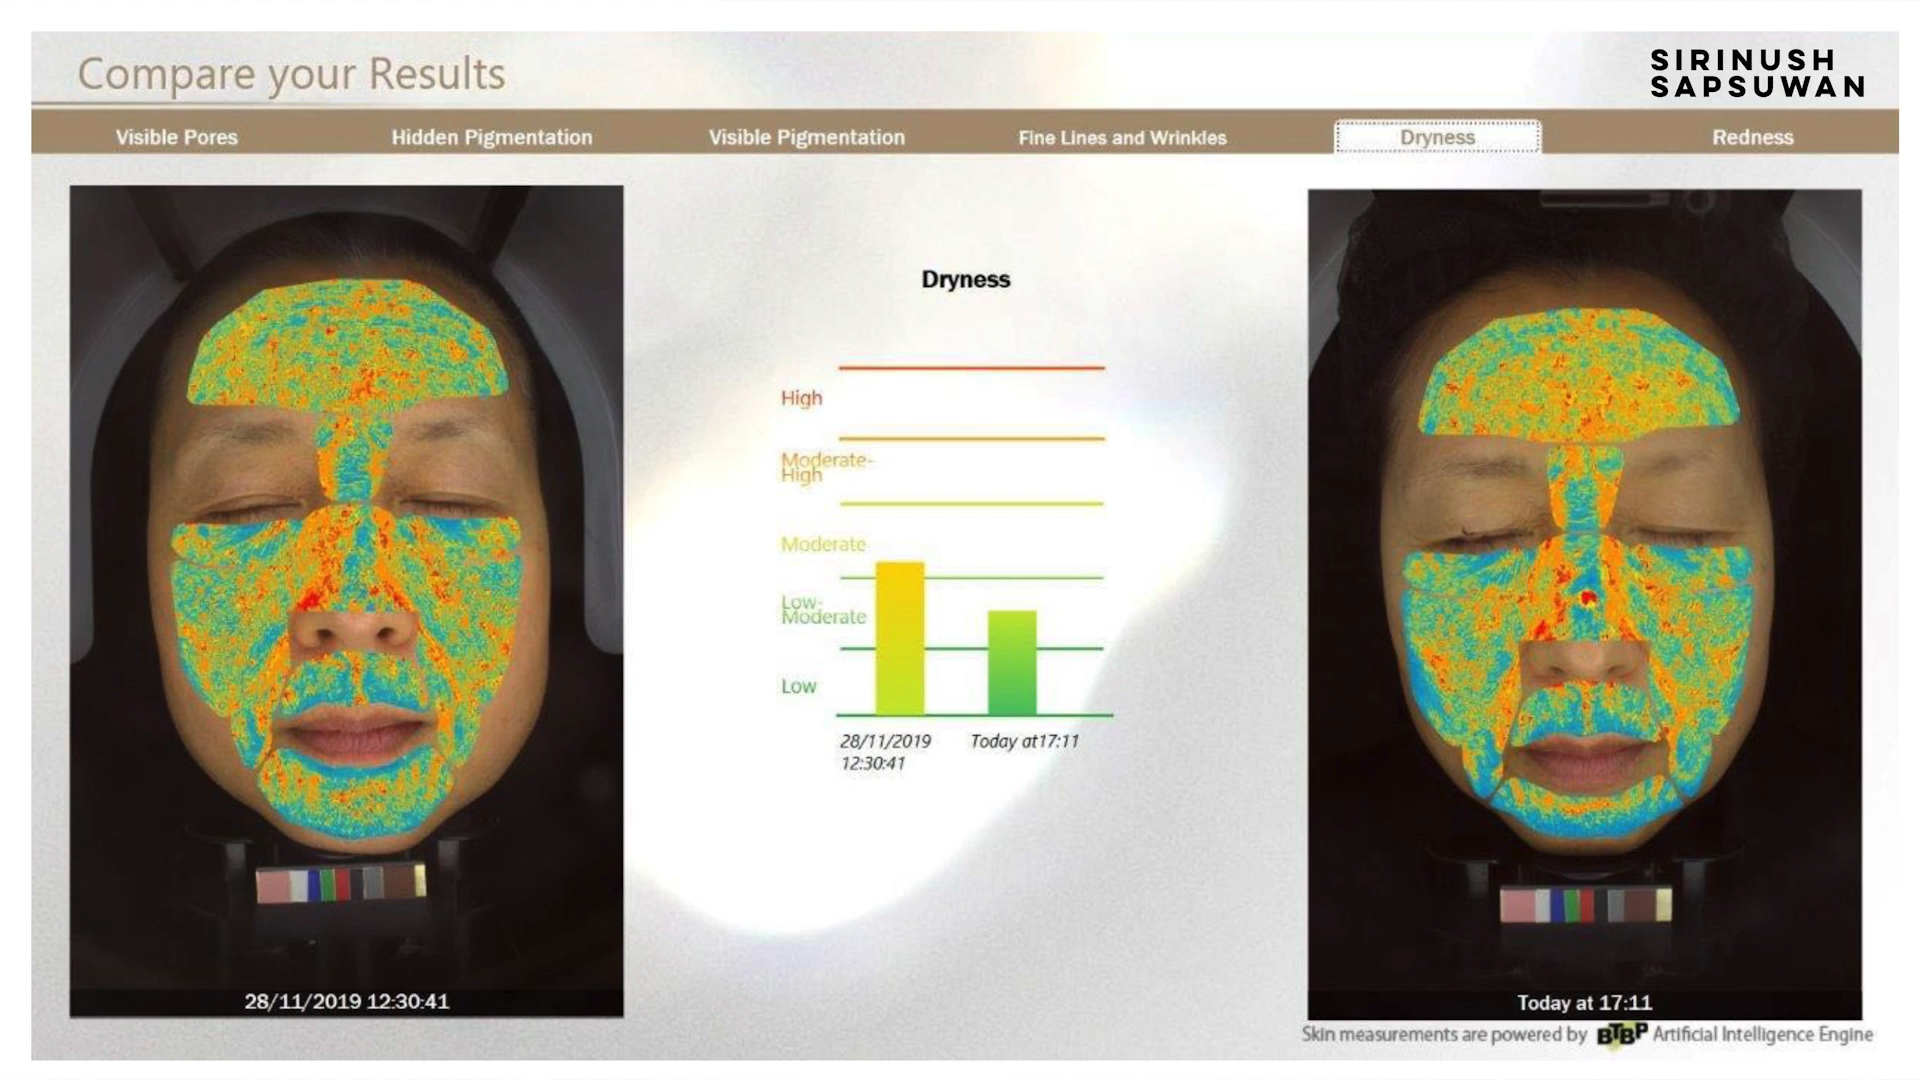 Compare your Results
SIRINUSH
SAPSUWAN
Visible Pores
Hidden Pigmentation
Visible Pigmentation
Fine Lines and Wrinkles
Dryness
Redness
Dryness
High
Moderate-
High
Moderate
Low-
Moderate
Low
28/11/2019
12:30:41
Today at17:11
28/11/2019 12:30:41
Today at 17:11
Skin measurements are powered by BTBP Artificial Intelligence Engine